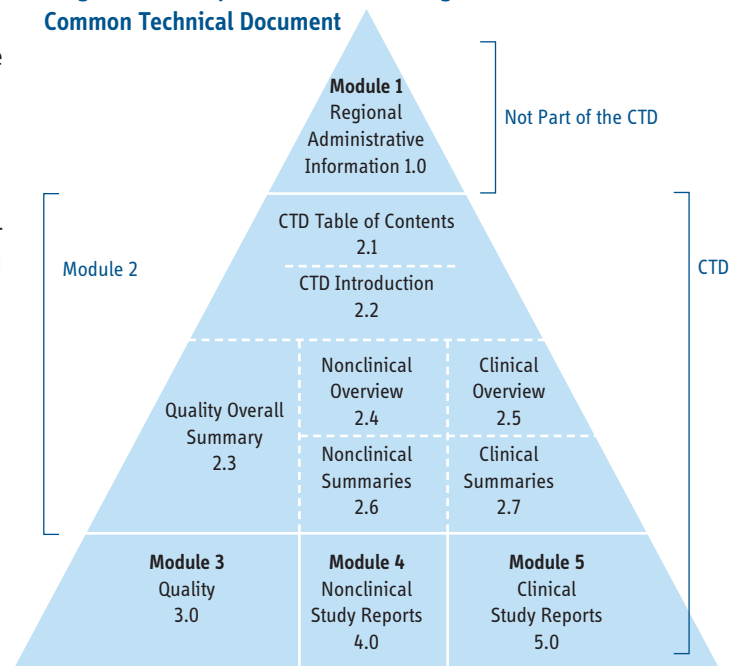 Common Technical Document
Module 1
Regional
Administrative
Information 1.0
Not Part of the CTD
CTD Table of Contents
2.1
Module 2
CTD
CTD Introduction
2.2
Quality Overall
Summary
2.3
Nonclinical
Overview
2.4
Clinical
Overview
2.5
Nonclinical
Summaries
2.6
Clinical
Summaries
2.7
Module 3
Quality
3.0
Module 4
Nonclinical
Study Reports
4.0
Module 5
Clinical
Study Reports
5.0